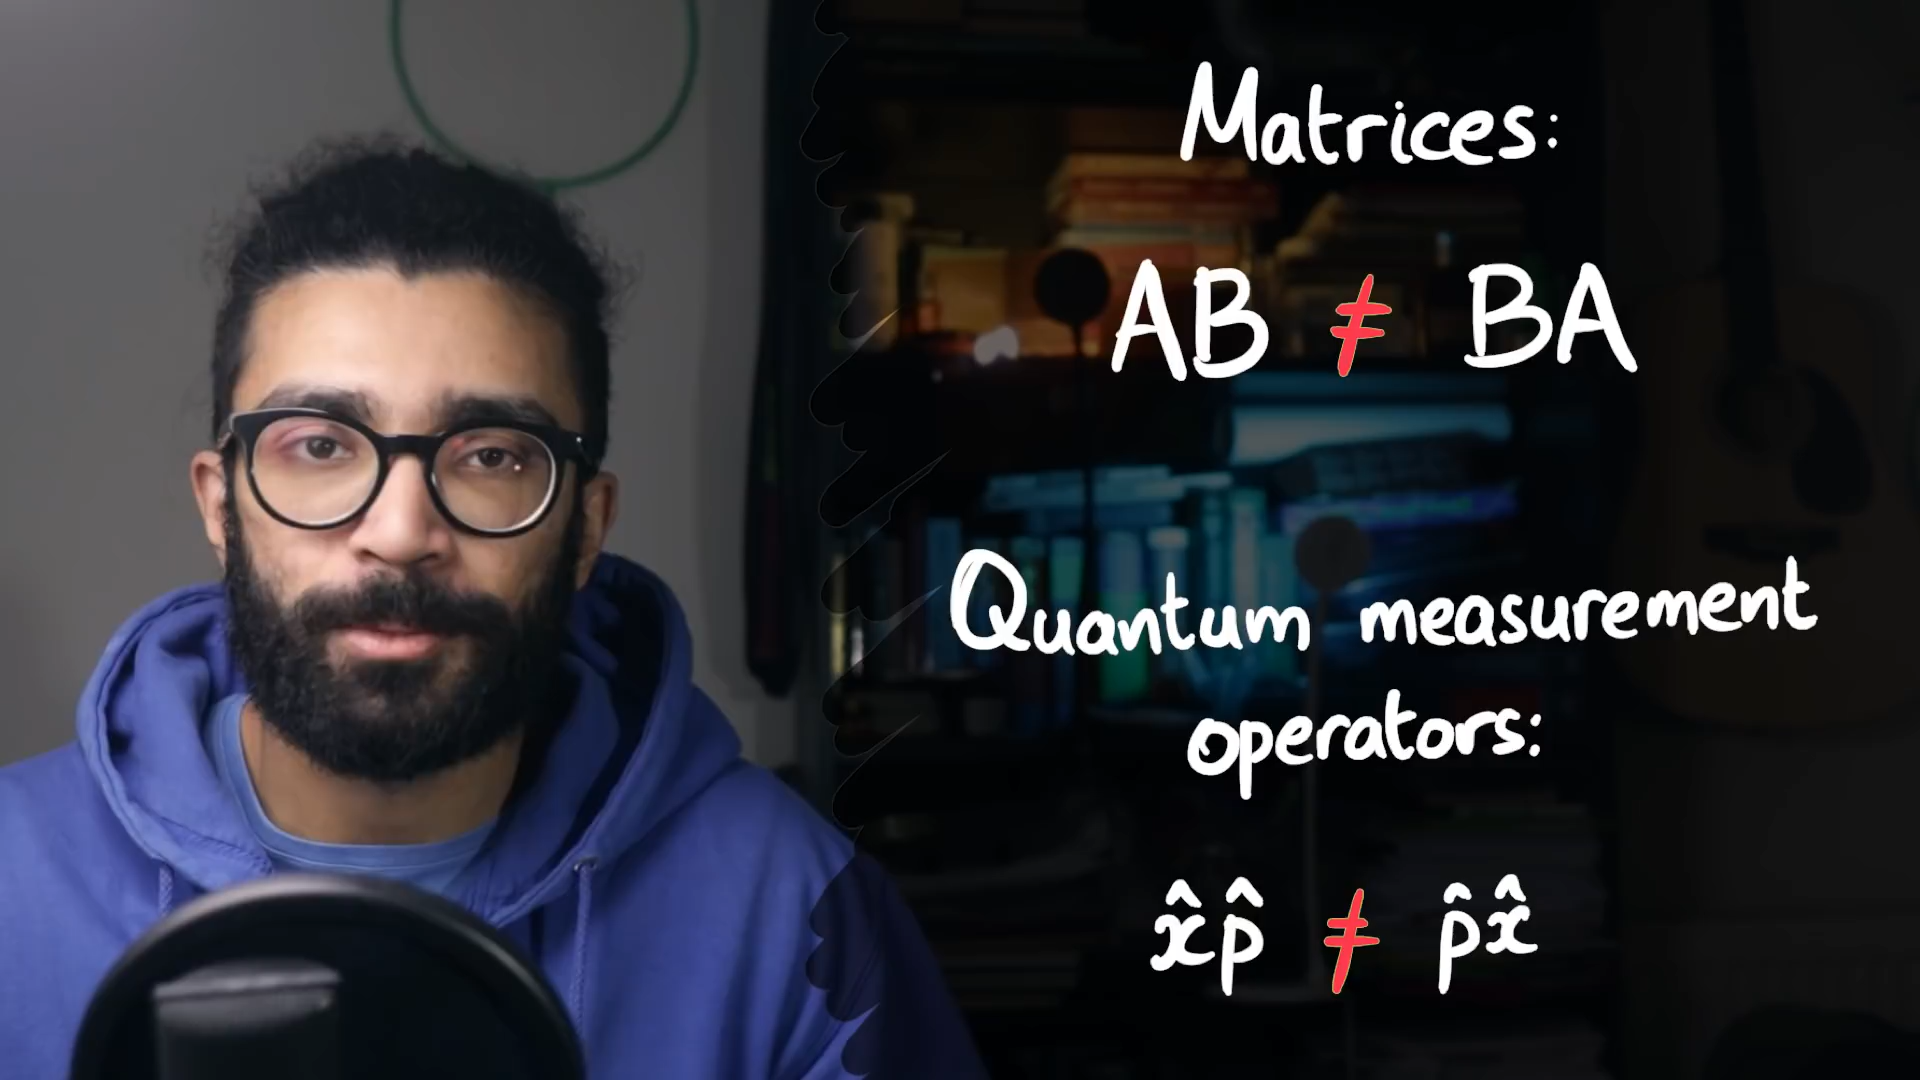 Matrices:
AB ≠ BA
Quantum measurement
operators:
x̂p̂ ≠ p̂x̂